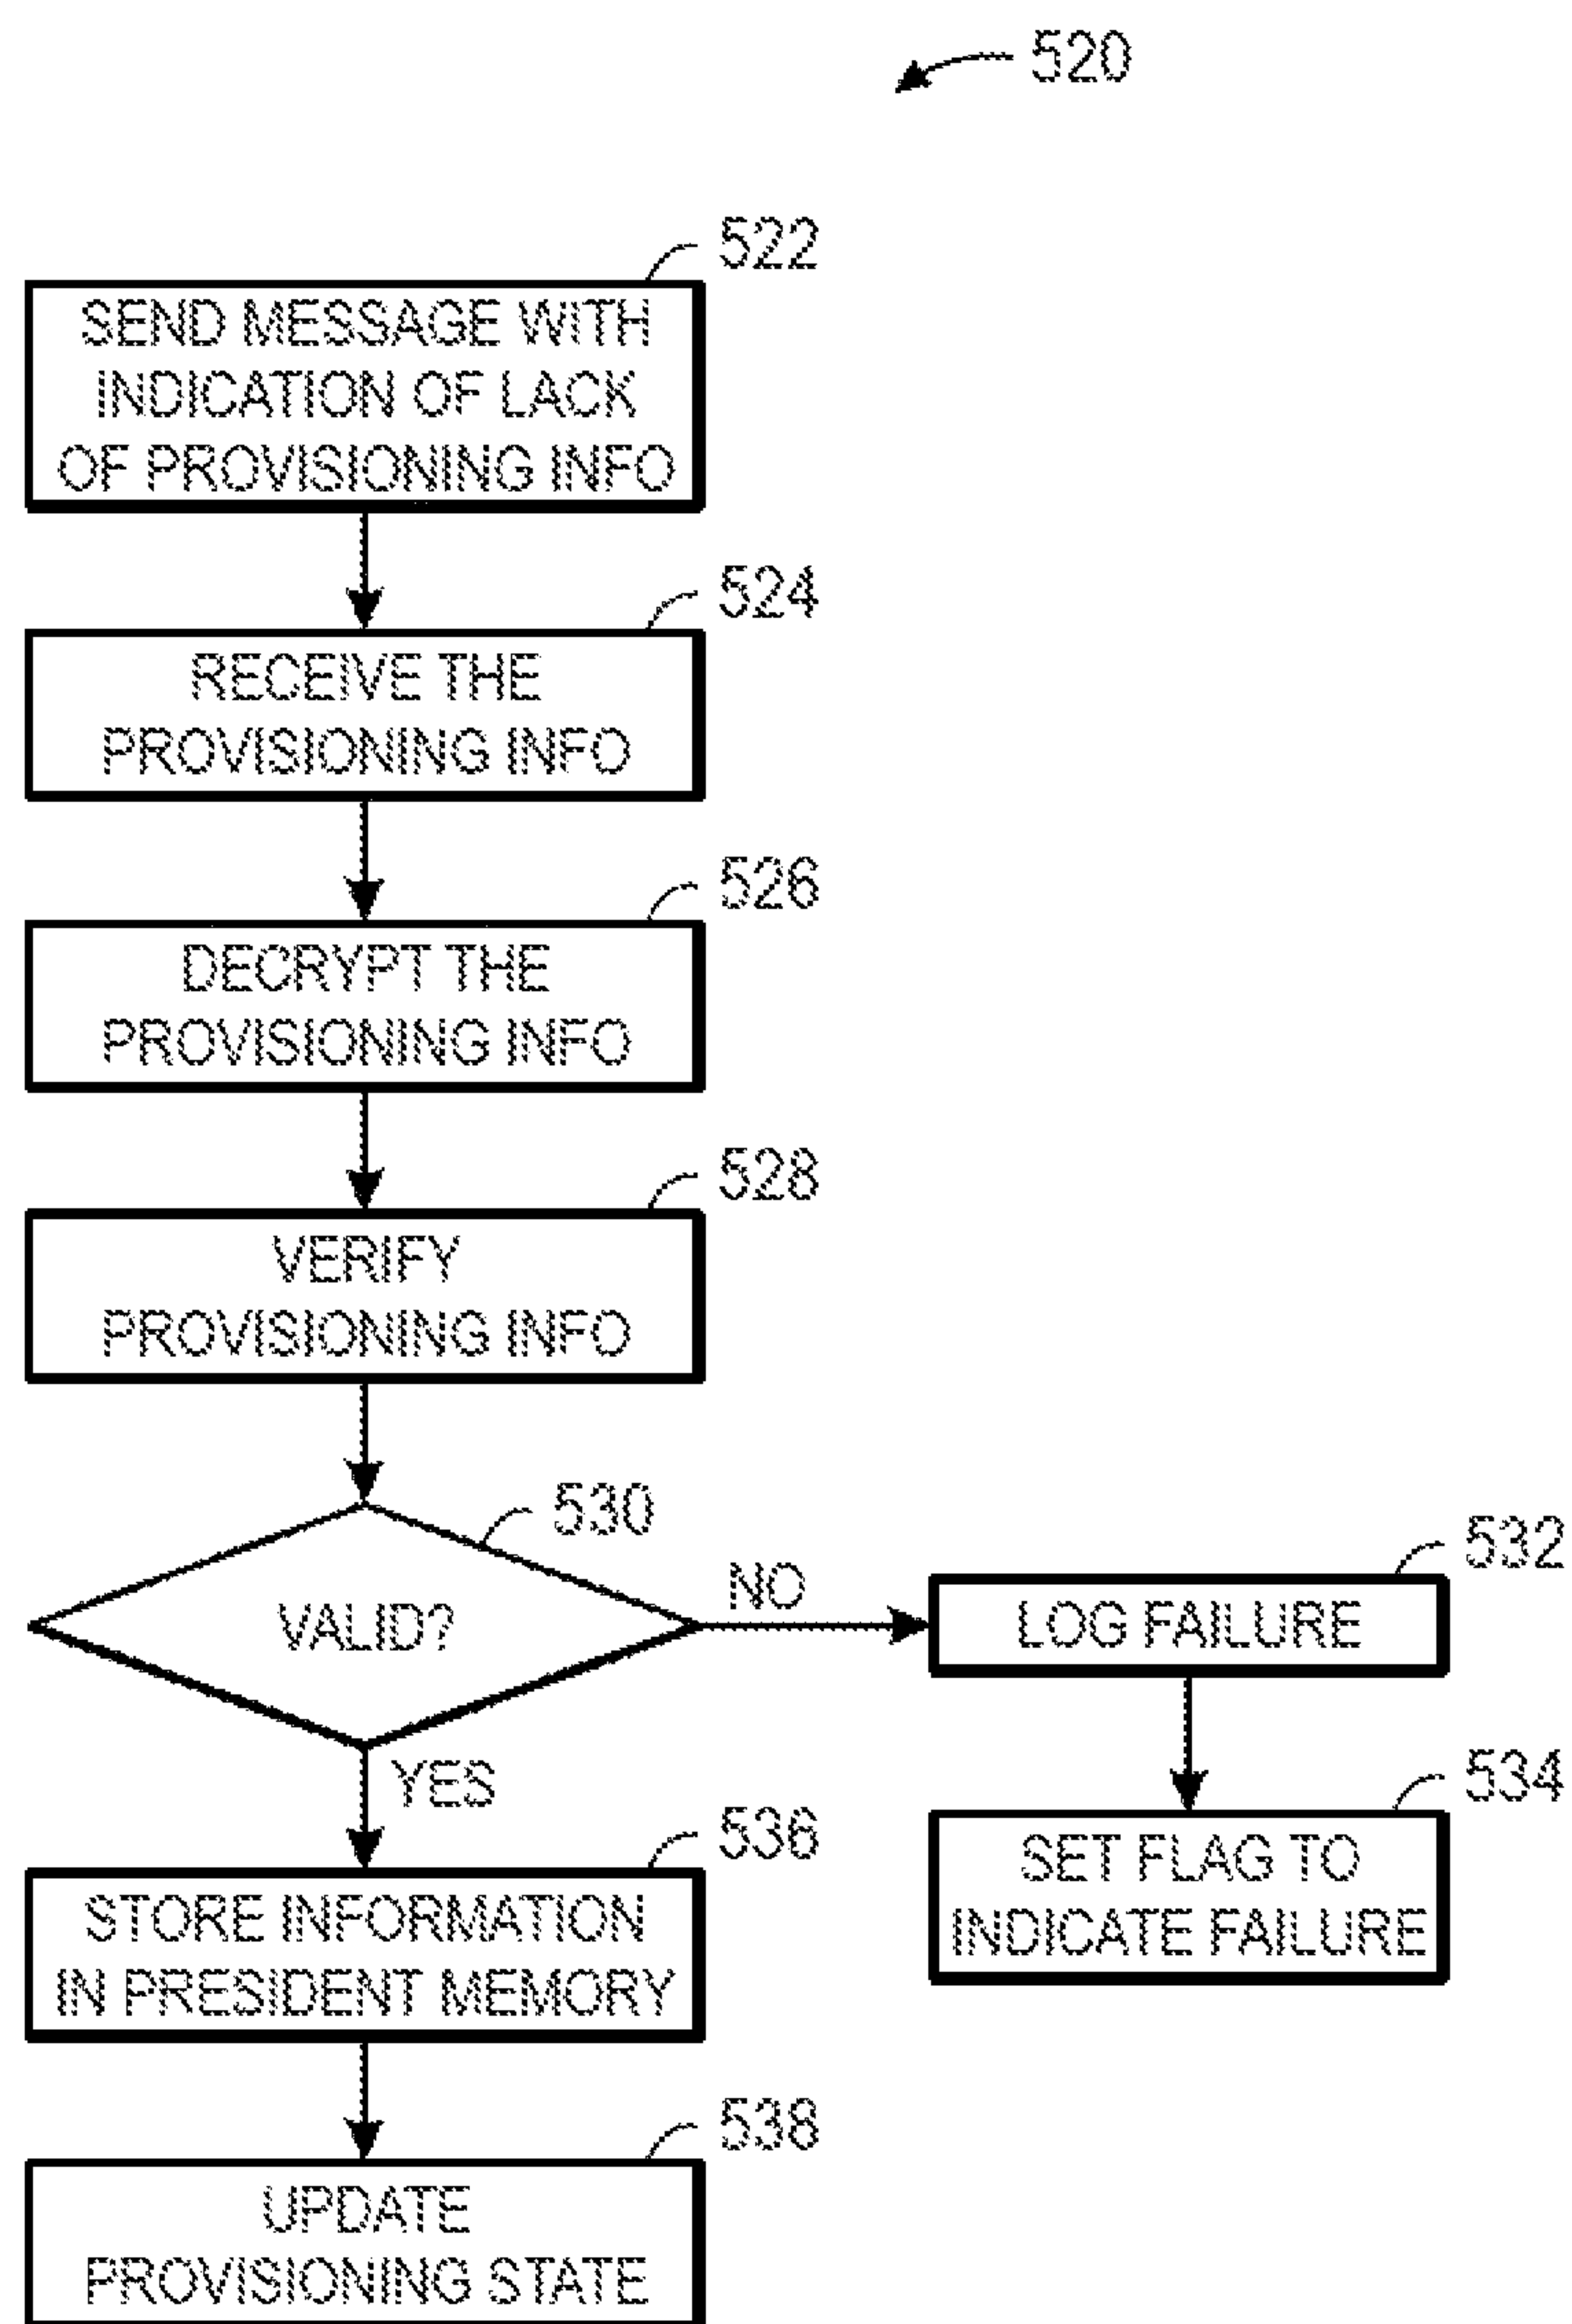 520
522
SEND MESSAGE WITH
INDICATION OF LACK
OF PROVISIONING INFO
524
RECEIVE THE
PROVISIONING INFO
526
DECRYPT THE
PROVISIONING INFO
528
VERIFY
PROVISIONING INFO
530
VALID?
NO
532
LOG FAILURE
534
SET FLAG TO
INDICATE FAILURE
YES
536
STORE INFORMATION
IN PRESIDENT MEMORY
538
UPDATE
PROVISIONING STATE